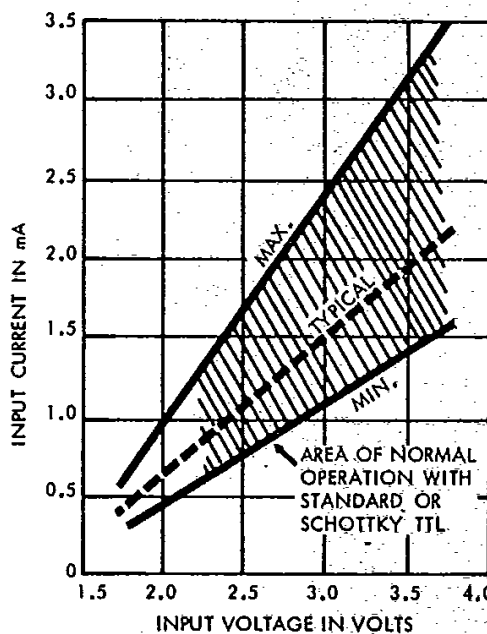 3.5
3.0
2.5
2.0
1.5
1.0
0.5
0
INPUT CURRENT IN mA
MAX.
TYPICAL
MIN.
AREA OF NORMAL
OPERATION WITH
STANDARD OR
SCHOTTKY TTL
1.5 2.0 2.5 3.0 3.5 4.0
INPUT VOLTAGE IN VOLTS